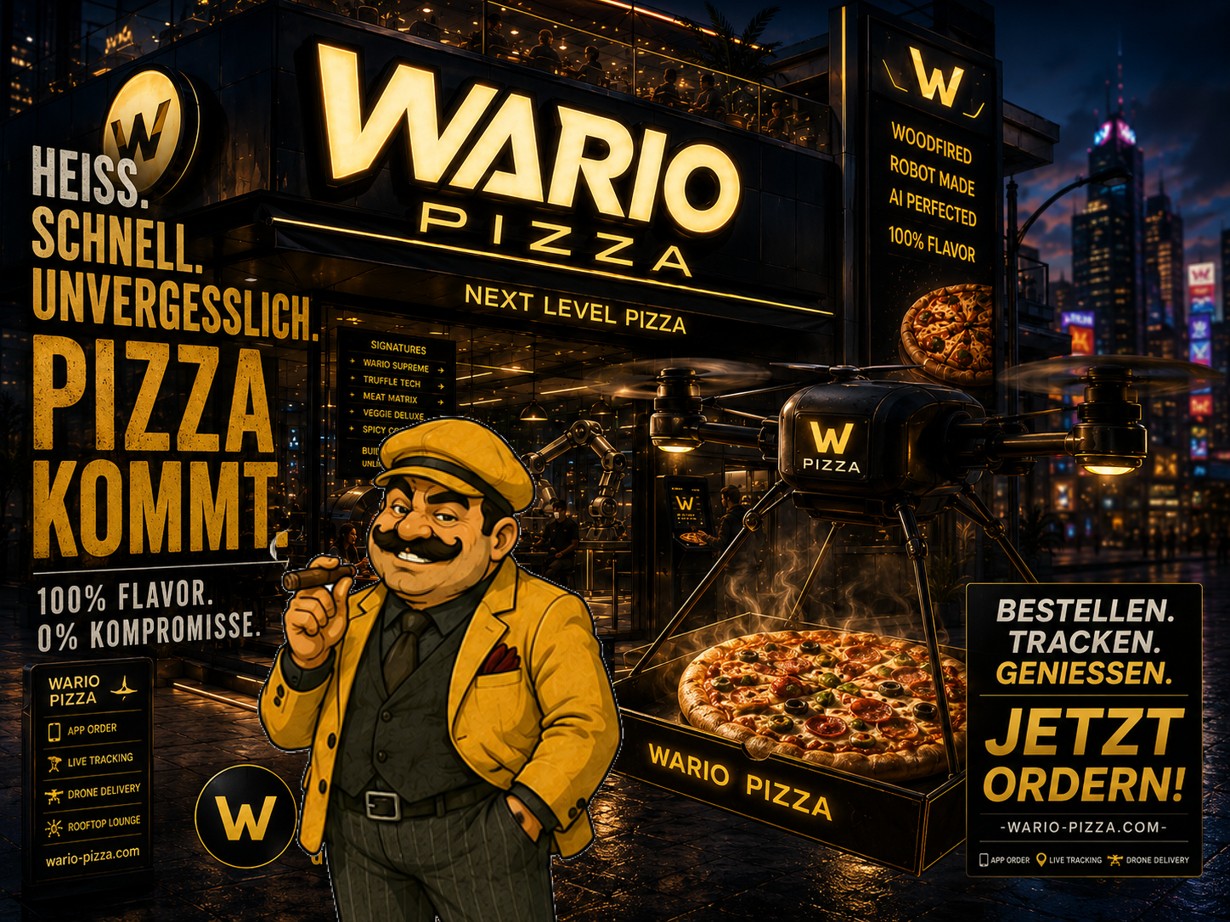 W
HEISS.
SCHNELL.
UNVERGESSLICH.
PIZZA
KOMMT.
100% FLAVOR.
0% KOMPROMISSE.
WARIO
PIZZA
APP ORDER
LIVE TRACKING
DRONE DELIVERY
ROOFTOP LOUNGE
wario-pizza.com
W
WARIO
PIZZA
NEXT LEVEL PIZZA
SIGNATURES
WARIO SUPREME
TRUFFLE TECH
MEAT MATRIX
VEGGIE DELUXE
SPICY
W
W
WOODFIRED
ROBOT MADE
AI PERFECTED
100% FLAVOR
W
W
PIZZA
WARIO PIZZA
BESTELLEN.
TRACKEN.
GENIESSEN.
JETZT
ORDERN!
-WARIO-PIZZA.COM-
APP ORDER LIVE TRACKING DRONE DELIVERY